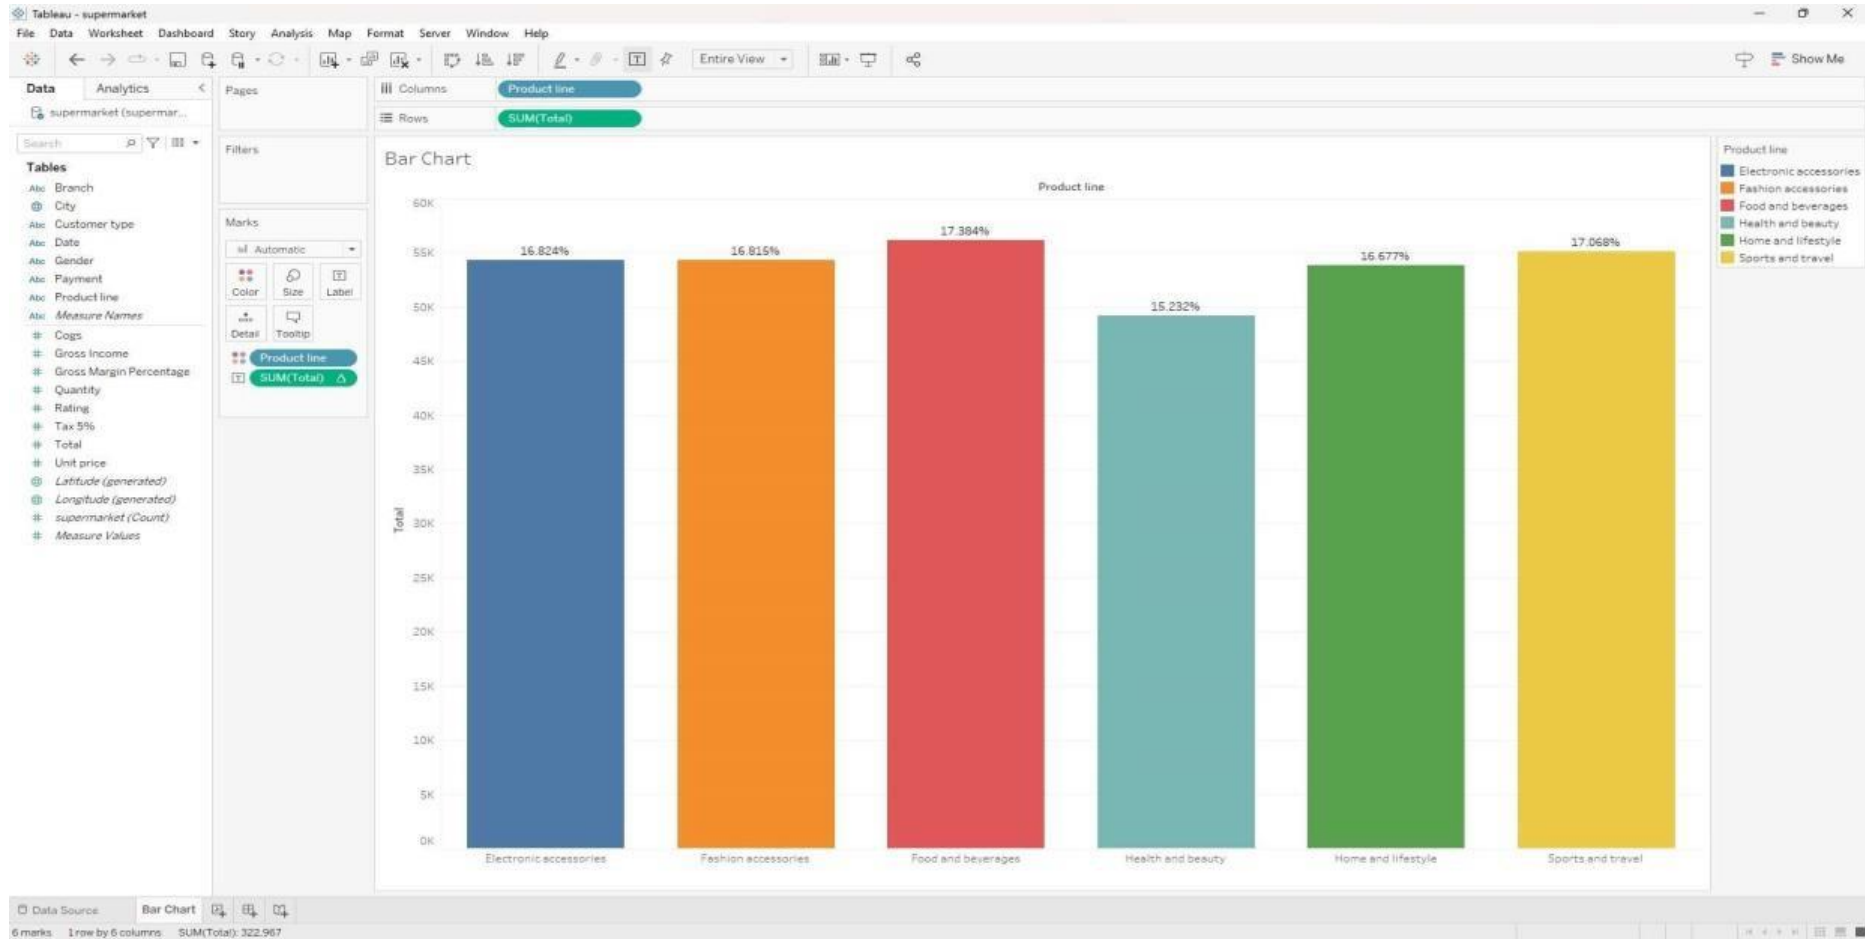 Tableau - supermarket
File Data Worksheet Dashboard Story Analysis Map Format Server Window Help
Entire View
Show Me
Data Analytics
supermarket (supermar...
Search
Tables
Abc Branch
City
Abc Customer type
Abc Date
Abc Gender
Abc Payment
Abc Product line
Abc Measure Names
# Cogs
# Gross Income
# Gross Margin Percentage
# Quantity
# Rating
# Tax 5%
# Total
# Unit price
Latitude (generated)
Longitude (generated)
# supermarket (Count)
# Measure Values
Pages
Filters
Marks
Automatic
Color Size Label
Detail Tooltip
Product line
SUM(Total)
Columns Product line
Rows SUM(Total)
Bar Chart
Product line
60K
55K
50K
45K
40K
35K
30K
25K
20K
15K
10K
5K
0K
Total
16.824% 16.815% 17.384% 15.232% 16.677% 17.068%
Electronic accessories Fashion accessories Food and beverages Health and beauty Home and lifestyle Sports and travel
Product line
Electronic accessories
Fashion accessories
Food and beverages
Health and beauty
Home and lifestyle
Sports and travel
Data Source Bar Chart
6 marks 1 row by 6 columns SUM(Total): 322,967